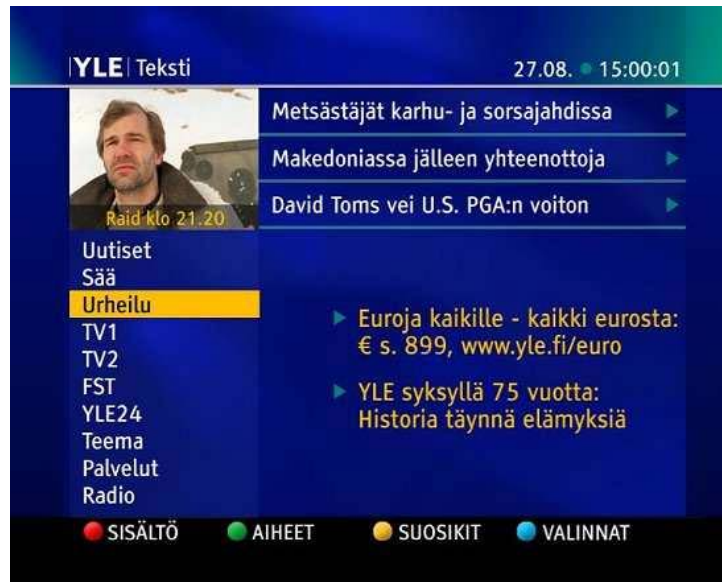 YLE Teksti
27.08. 15:00:01
Raid klo 21.20
Metsästäjät karhu- ja sorsajahdissa
Makedoniassa jälleen yhteenottoja
David Toms vei U.S. PGA:n voiton
Uutiset
Sää
Urheilu
TV1
TV2
FST
YLE24
Teema
Palvelut
Radio
Euroja kaikille - kaikki eurosta:
€ s. 899, www.yle.fi/euro
YLE syksyllä 75 vuotta:
Historia täynnä elämyksiä
SISÄLTÖ AIHEET SUOSIKIT VALINNAT